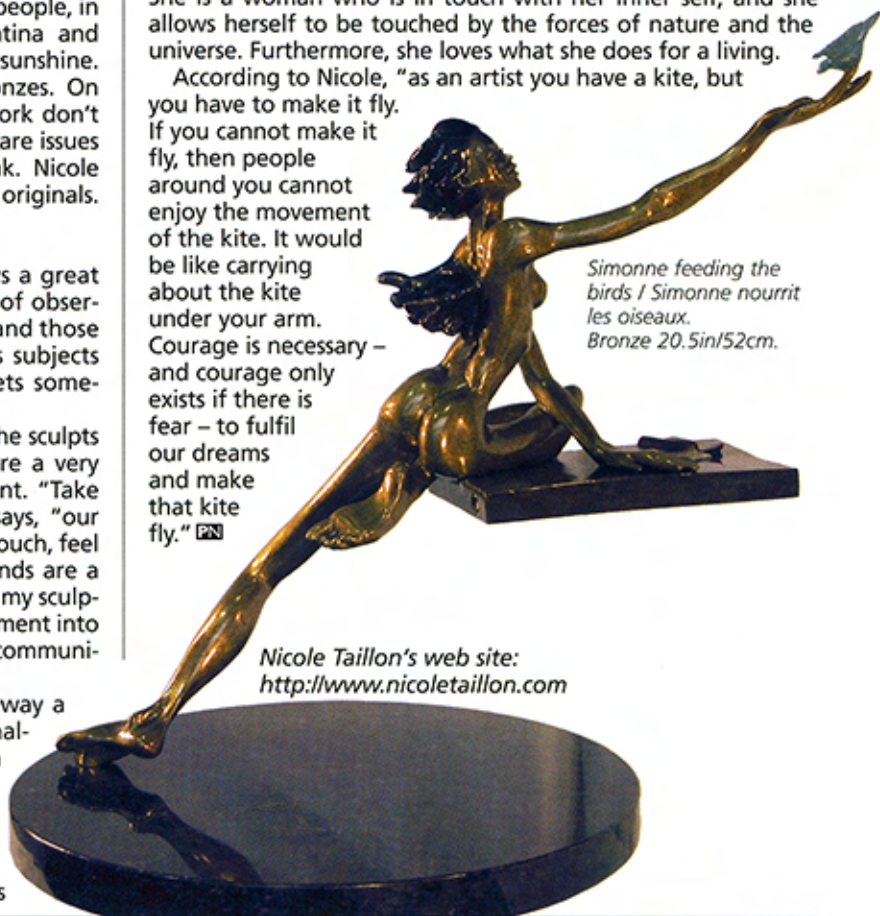 people, in
ntina and
sunshine.
nzes. On
ork don't
are issues
nk. Nicole
originals.
s a great
of obser-
and those
s subjects
ets some-
he sculpts
re a very
nt. "Take
says, "our
ouch, feel
nds are a
my sculp-
ment into
communi-
way a
nal-
s
She is a woman who is in touch with her inner self, and she
allows herself to be touched by the forces of nature and the
universe. Furthermore, she loves what she does for a living.
According to Nicole, "as an artist you have a kite, but
you have to make it fly.
If you cannot make it
fly, then people
around you cannot
enjoy the movement
of the kite. It would
be like carrying
about the kite
under your arm.
Courage is necessary –
and courage only
exists if there is
fear – to fulfil
our dreams
and make
that kite
fly." PN
Simonne feeding the
birds / Simonne nourrit
les oiseaux.
Bronze 20.5in/52cm.
Nicole Taillon's web site:
http://www.nicoletaillon.com